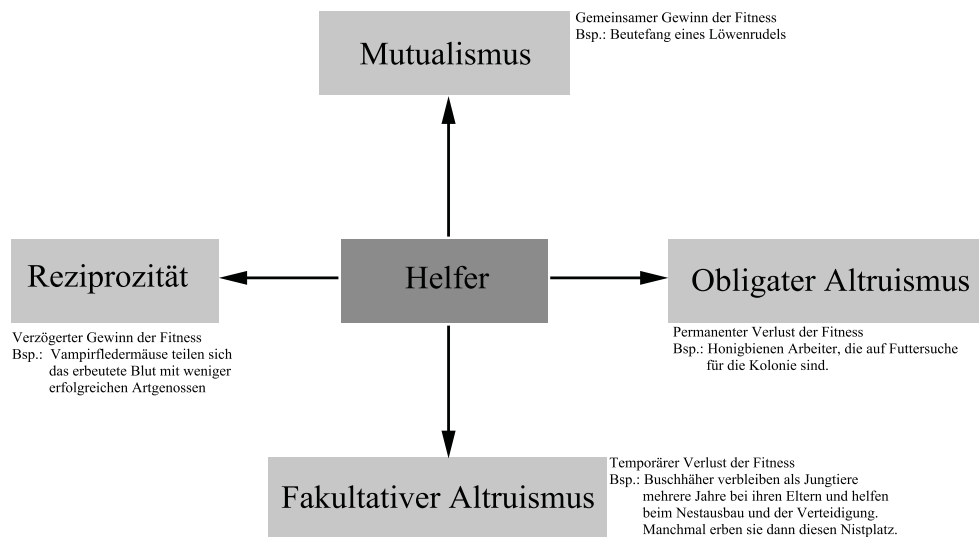 Mutualismus
Gemeinsamer Gewinn der Fitness
Bsp.: Beutefang eines Löwenrudels
Reziprozität
Verzögerter Gewinn der Fitness
Bsp.: Vampirfledermäuse teilen sich
das erbeutete Blut mit weniger
erfolgreichen Artgenossen
Helfer
Obligater Altruismus
Permanenter Verlust der Fitness
Bsp.: Honigbienen Arbeiter, die auf Futtersuche
für die Kolonie sind.
Fakultativer Altruismus
Temporärer Verlust der Fitness
Bsp.: Buschhäher verbleiben als Jungtiere
mehrere Jahre bei ihren Eltern und helfen
beim Nestausbau und der Verteidigung.
Manchmal erben sie dann diesen Nistplatz.